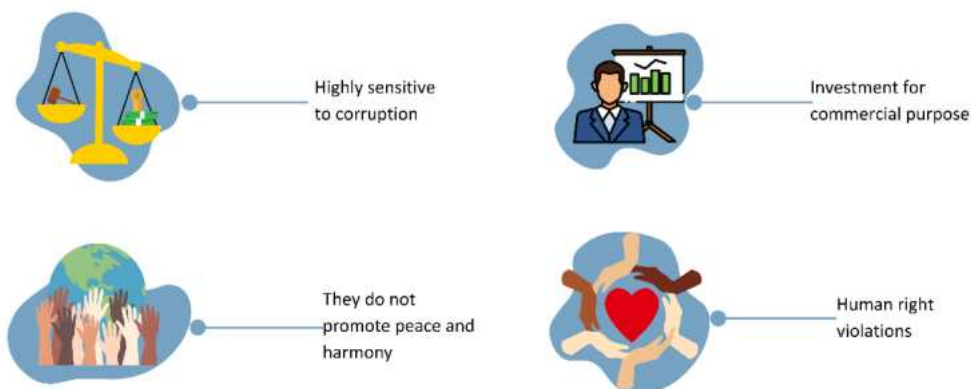 Highly sensitive
to corruption
Investment for
commercial purpose
They do not
promote peace and
harmony
Human right
violations